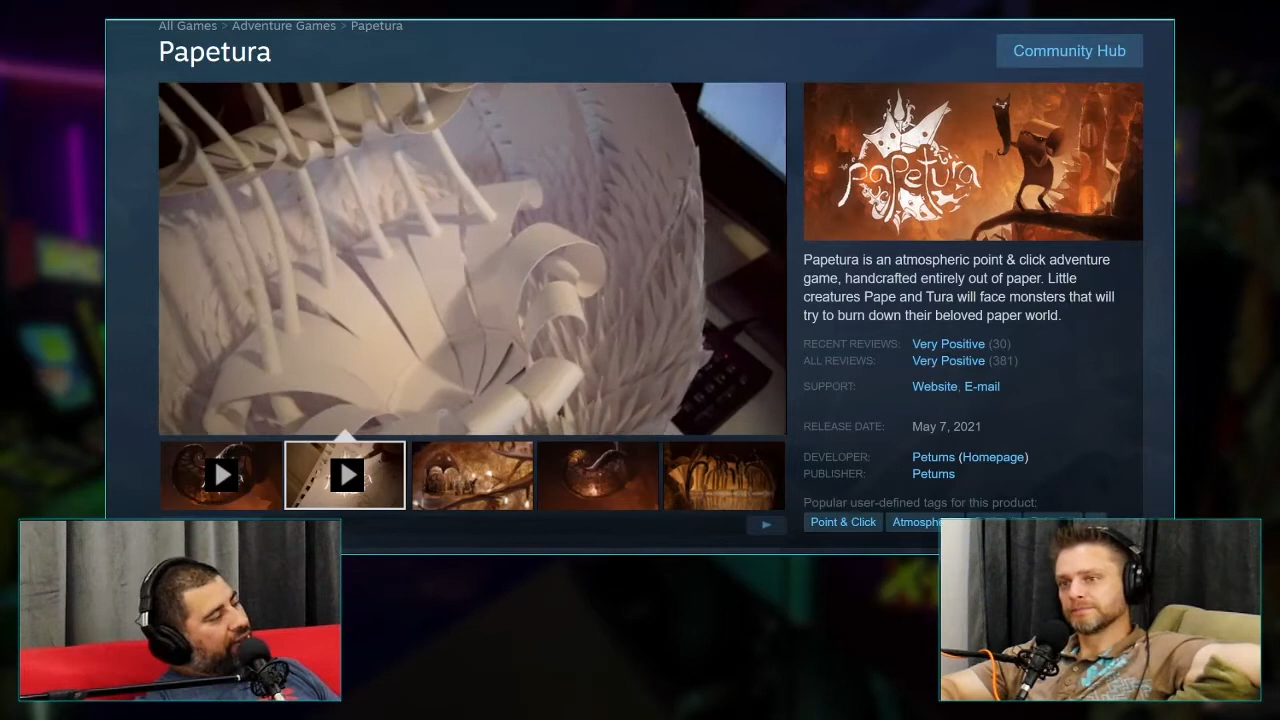 All Games > Adventure Games > Papetura
Papetura
Community Hub
papetura
Papetura is an atmospheric point & click adventure
game, handcrafted entirely out of paper. Little
creatures Pape and Tura will face monsters that will
try to burn down their beloved paper world.
RECENT REVIEWS: Very Positive (30)
ALL REVIEWS: Very Positive (381)
SUPPORT: Website, E-mail
RELEASE DATE: May 7, 2021
DEVELOPER: Petums (Homepage)
PUBLISHER: Petums
Popular user-defined tags for this product:
Point & Click